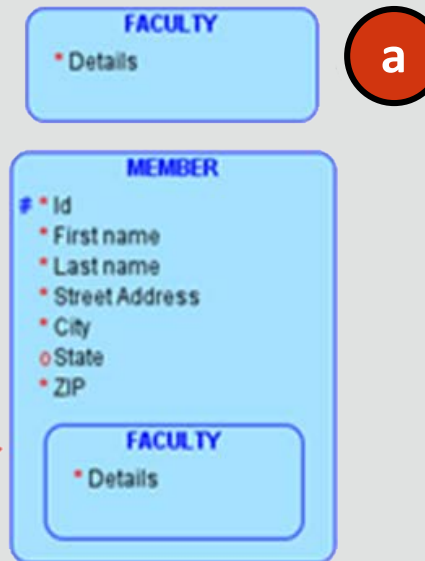 FACULTY
* Details
a
MEMBER
# * Id
* First name
* Last name
* Street Address
* City
o State
* ZIP
FACULTY
* Details